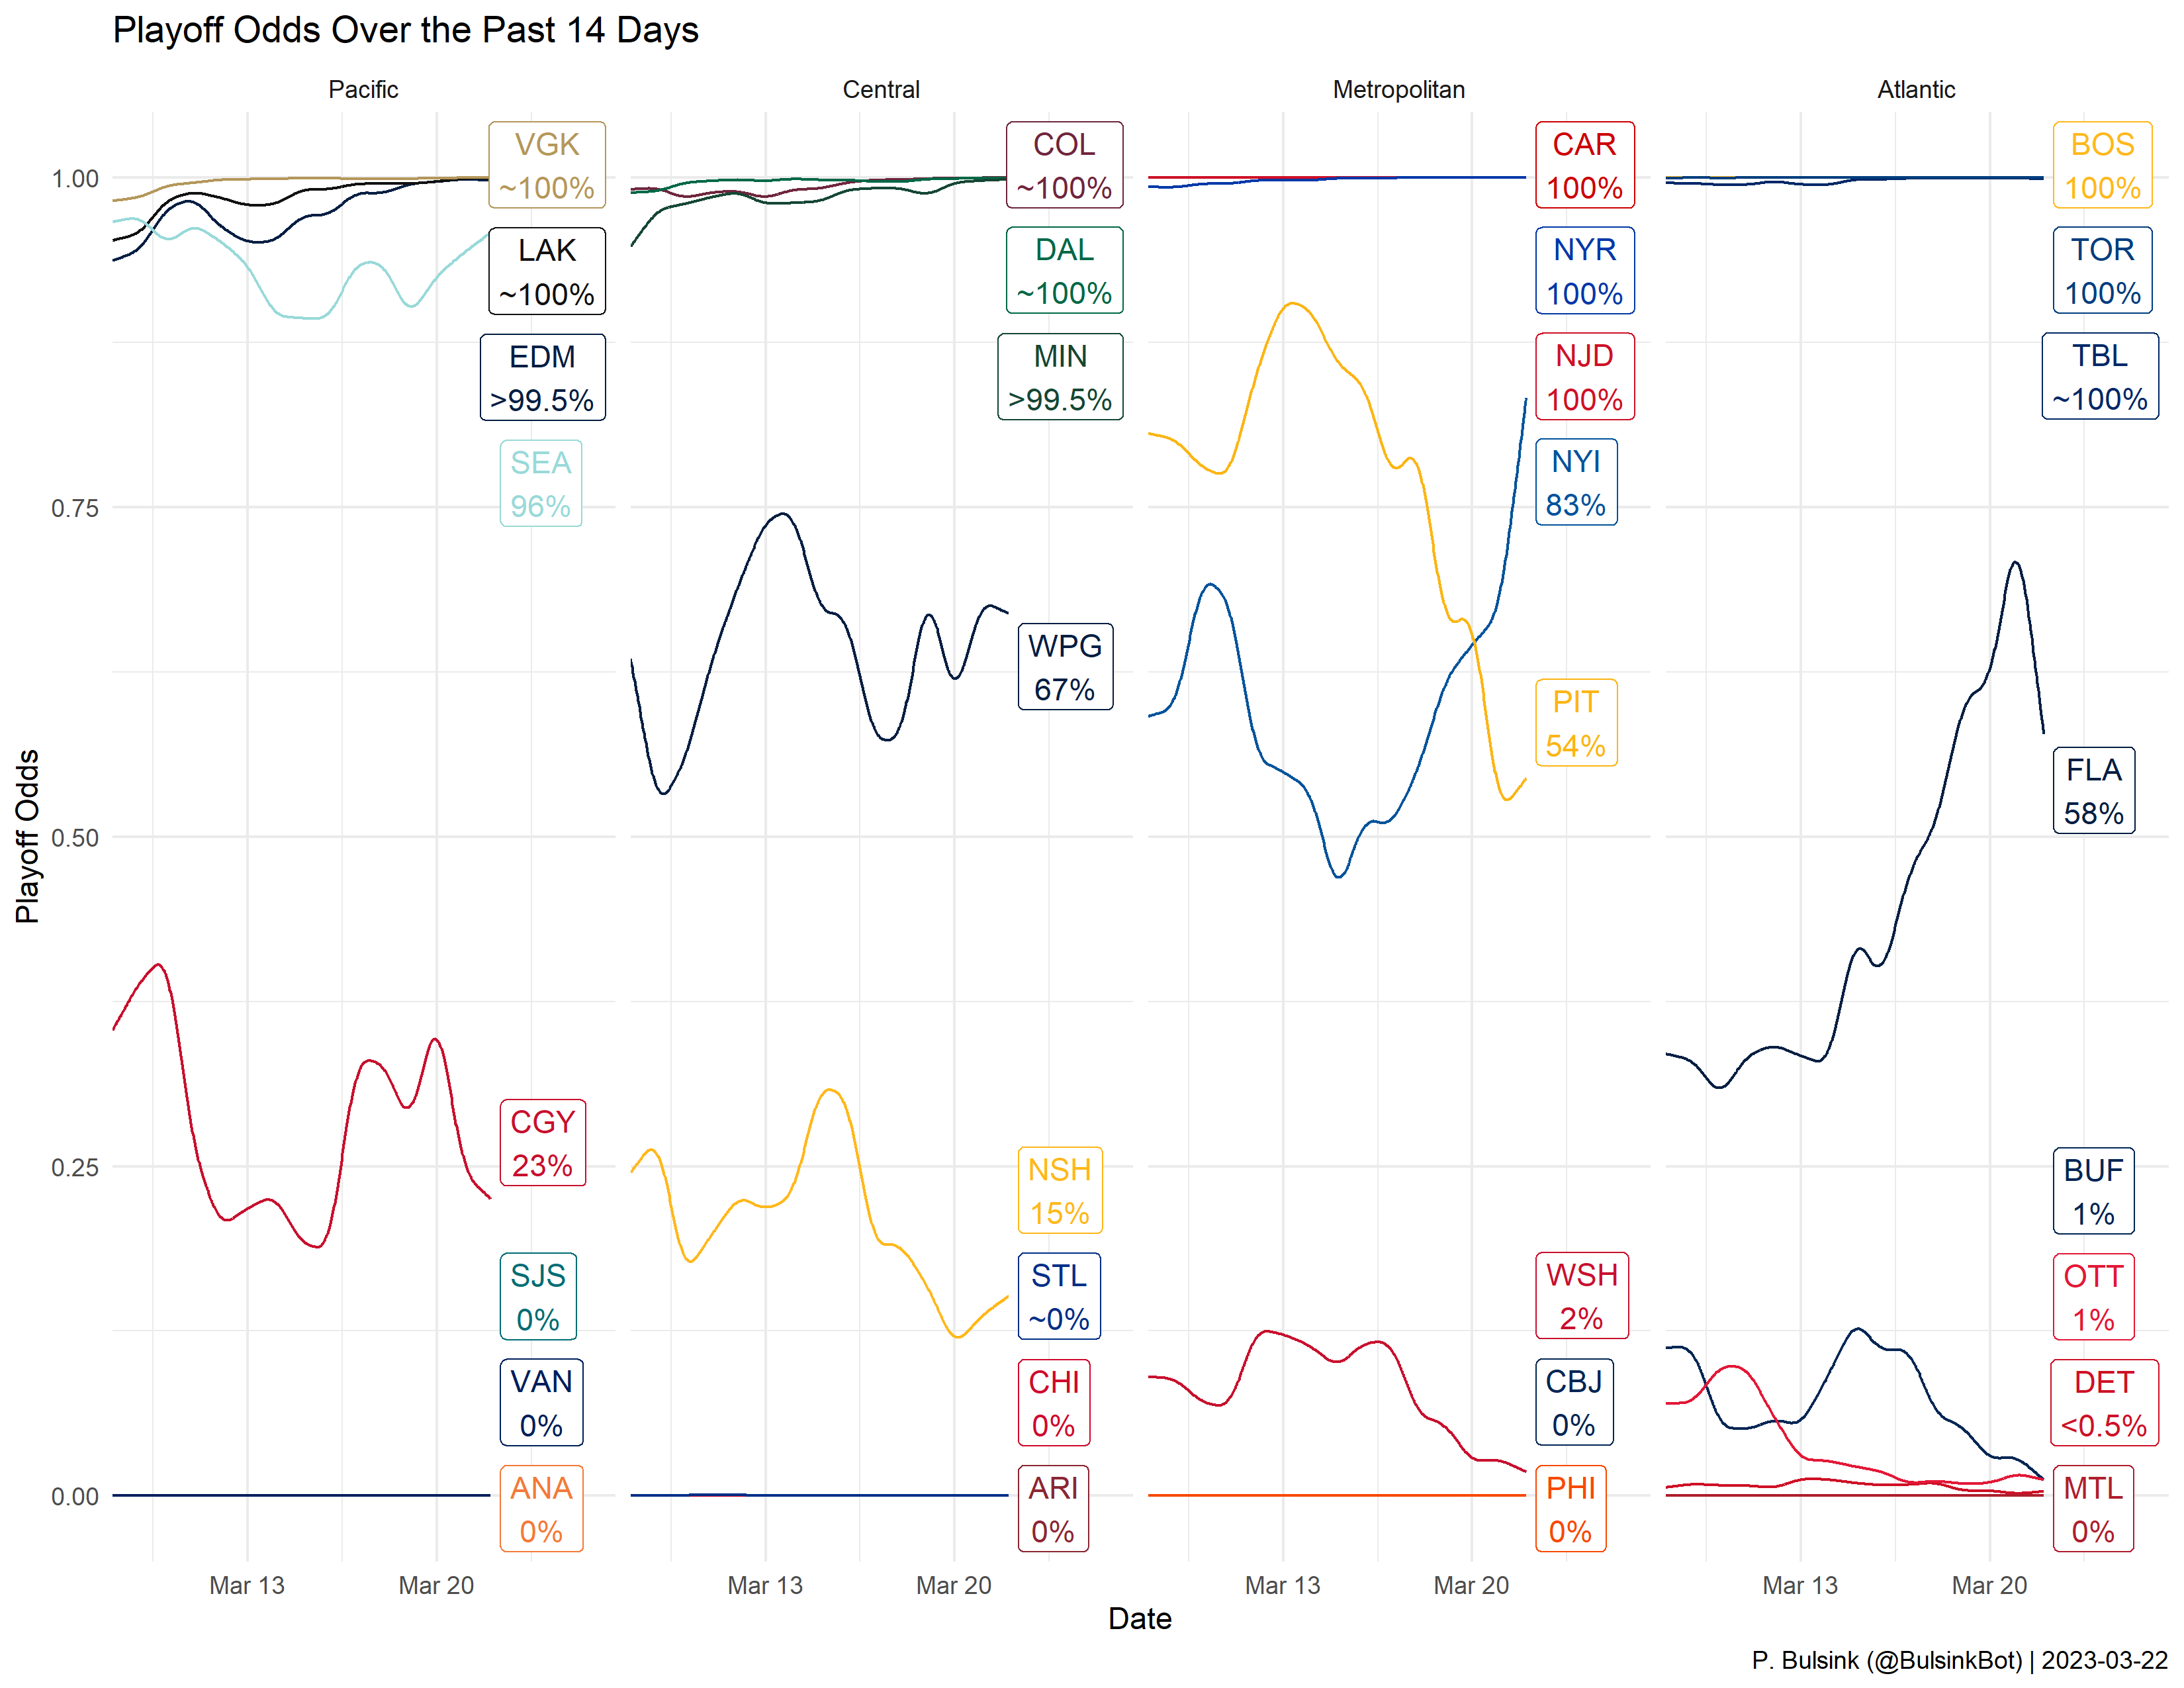 Playoff Odds Over the Past 14 Days
Pacific
Central
Metropolitan
Atlantic
Playoff Odds
1.00
0.75
0.50
0.25
0.00
VGK
~100%
LAK
~100%
EDM
>99.5%
SEA
96%
CGY
23%
SJS
0%
VAN
0%
ANA
0%
COL
~100%
DAL
~100%
MIN
>99.5%
WPG
67%
NSH
15%
STL
~0%
CHI
0%
ARI
0%
CAR
100%
NYR
100%
NJD
100%
NYI
83%
PIT
54%
WSH
2%
CBJ
0%
PHI
0%
BOS
100%
TOR
100%
TBL
~100%
FLA
58%
BUF
1%
OTT
1%
DET
<0.5%
MTL
0%
Mar 13
Mar 20
Mar 13
Mar 20
Mar 13
Mar 20
Mar 13
Mar 20
Date
P. Bulsink (@BulsinkBot) | 2023-03-22